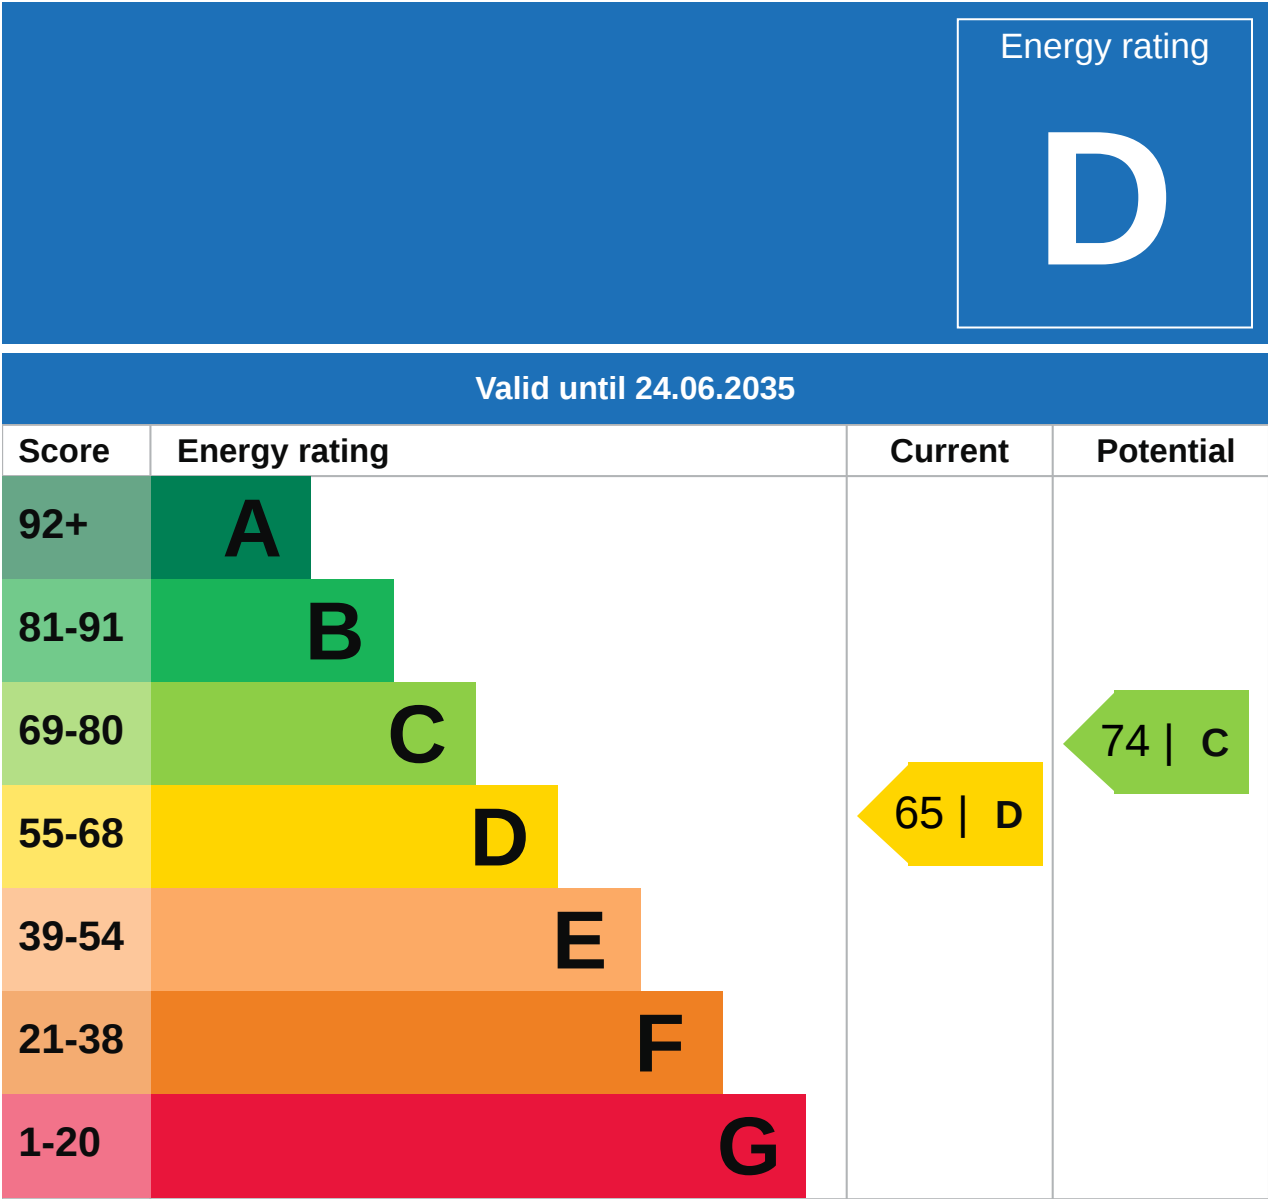 Energy rating
D
Valid until 24.06.2035
Score Energy rating Current Potential
92+ A
81-91 B
69-80 C
74 | C
55-68 D
65 | D
39-54 E
21-38 F
1-20 G